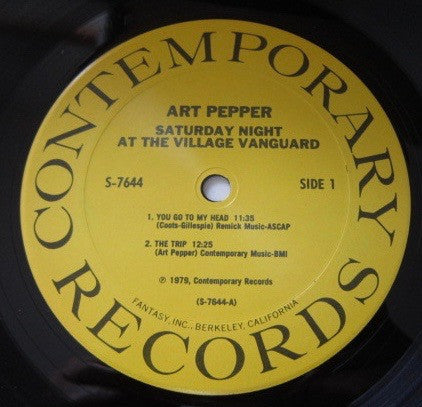 CONTEMPORARY
ART PEPPER
SATURDAY NIGHT
AT THE VILLAGE VANGUARD
S-7644 SIDE 1
1. YOU GO TO MY HEAD 11:35
(Coots-Gillespie) Remick Music-ASCAP
2. THE TRIP 12:25
(Art Pepper) Contemporary Music-BMI
℗ 1979, Contemporary Records
(S-7644-A)
FANTASY, INC., BERKELEY, CALIFORNIA
RECORDS